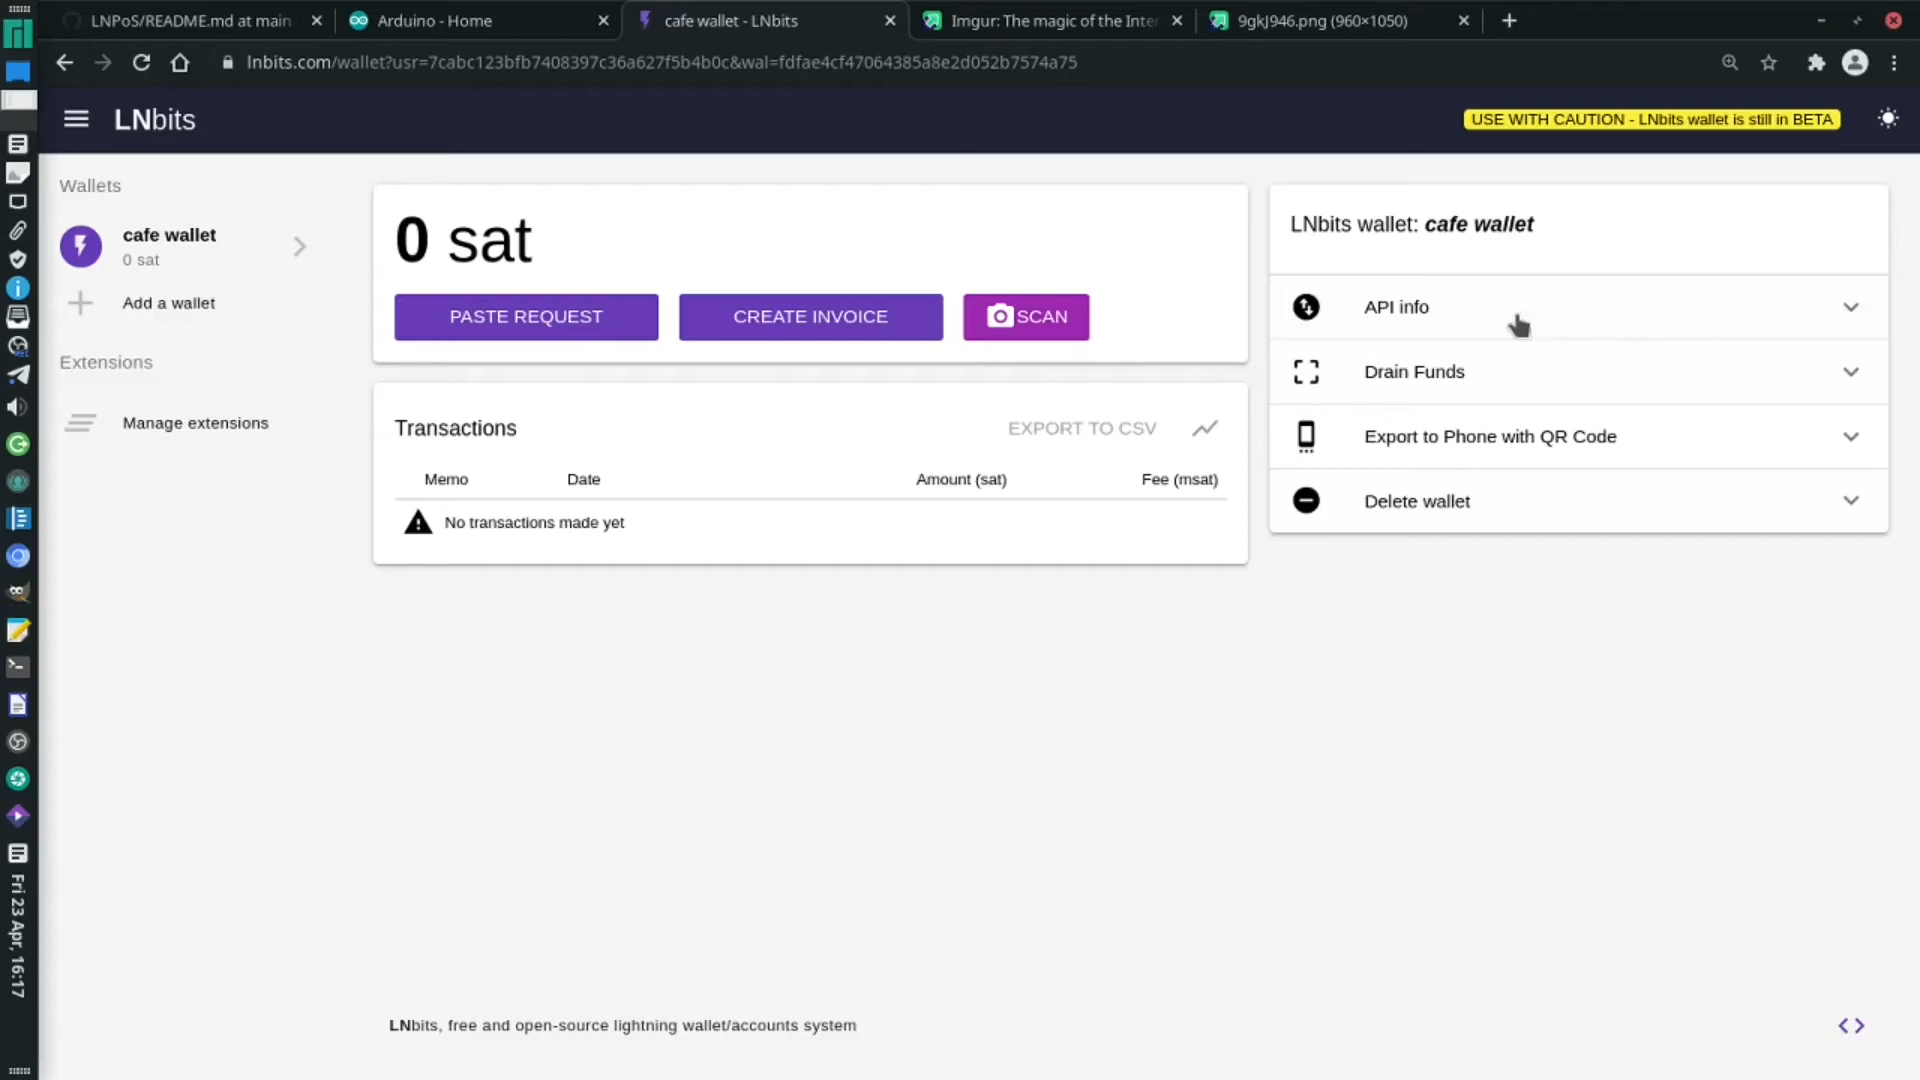 LNPoS/README.md at main
Arduino - Home
cafe wallet - LNbits
Imgur: The magic of the Inter
9gkJ946.png (960×1050)
lnbits.com/wallet?usr=7cabc123bfb7408397c36a627f5b4b0c&wal=fdfae4cf47064385a8e2d052b7574a75
LNbits
USE WITH CAUTION - LNbits wallet is still in BETA
Wallets
cafe wallet
0 sat
Add a wallet
Extensions
Manage extensions
0 sat
PASTE REQUEST
CREATE INVOICE
SCAN
Transactions
EXPORT TO CSV
Memo Date Amount (sat) Fee (msat)
No transactions made yet
LNbits wallet: cafe wallet
API info
Drain Funds
Export to Phone with QR Code
Delete wallet
LNbits, free and open-source lightning wallet/accounts system
Fri 23 Apr, 16:17